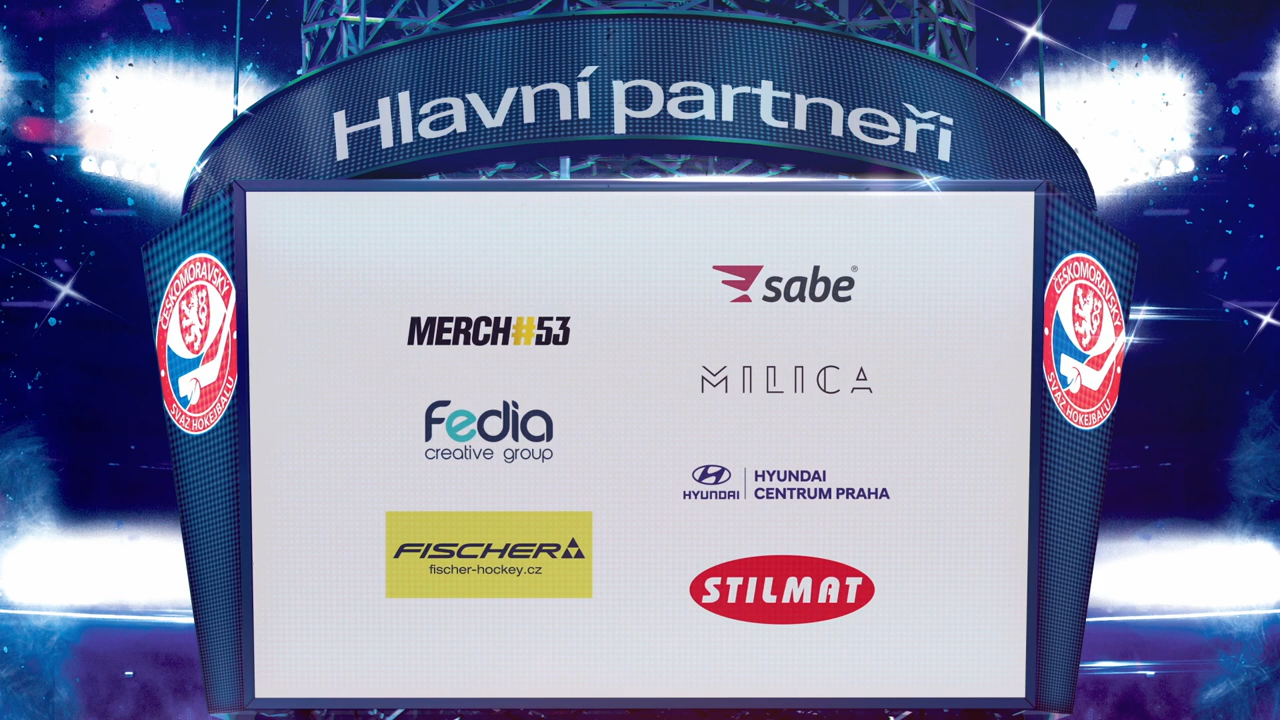 Hlavní partneři
ČESKOMORAVSKÝ
SVAZ HOKEJBALU
MERCH#53
Fedia
creative group
FISCHER
fischer-hockey.cz
sabe®
MILICA
HYUNDAI
HYUNDAI
CENTRUM PRAHA
STILMAT
ČESKOMORAVSKÝ
SVAZ HOKEJBALU